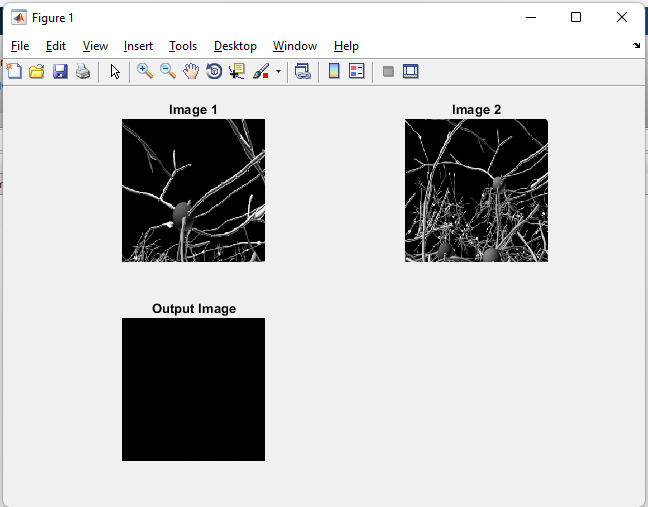 Figure 1
File Edit View Insert Tools Desktop Window Help
Image 1
Image 2
Output Image